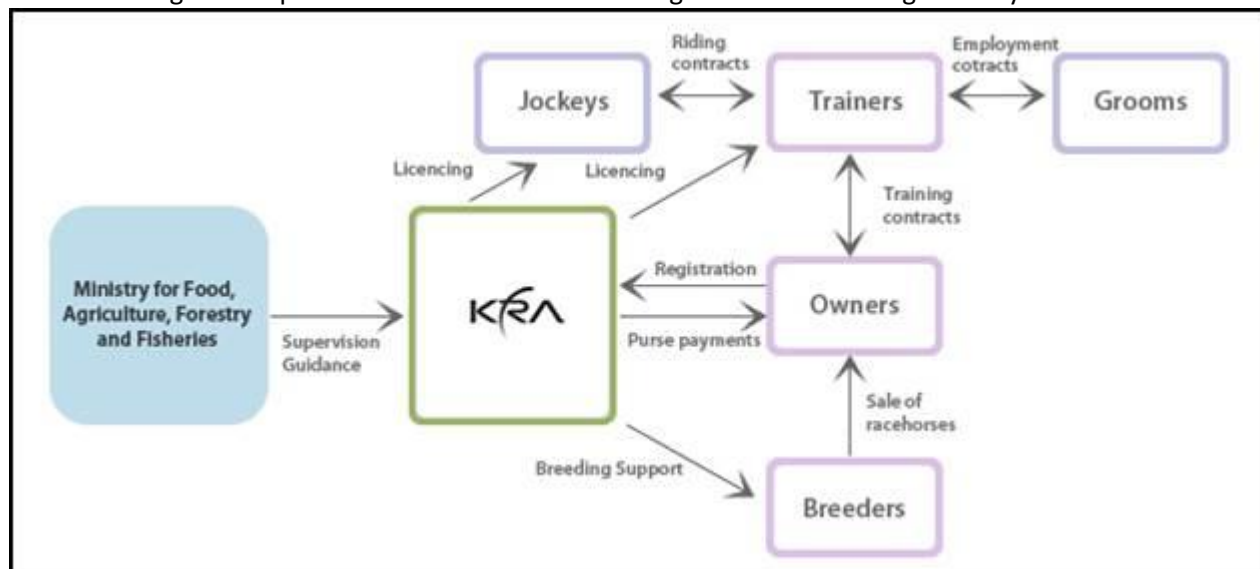 Riding
contracts
Employment
cotracts
Jockeys
Trainers
Grooms
Licencing
Licencing
Training
contracts
Ministry for Food,
Agriculture, Forestry
and Fisheries
Supervision
Guidance
KRA
Registration
Purse payments
Owners
Sale of
racehorses
Breeding Support
Breeders